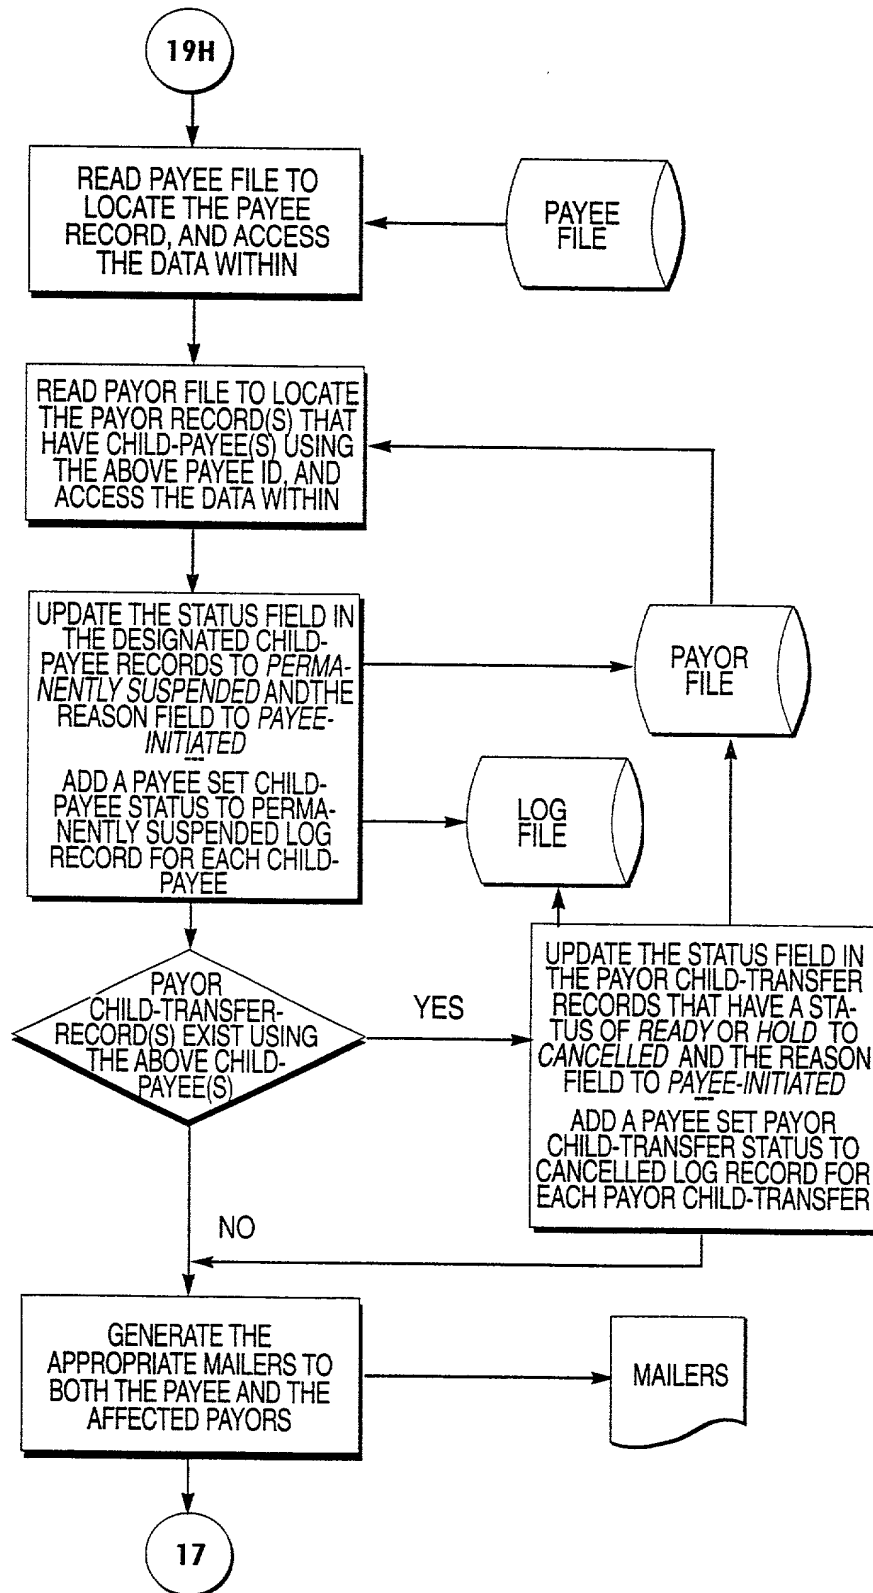 19H
READ PAYEE FILE TO
LOCATE THE PAYEE
RECORD, AND ACCESS
THE DATA WITHIN
PAYEE
FILE
READ PAYOR FILE TO LOCATE
THE PAYOR RECORD(S) THAT
HAVE CHILD-PAYEE(S) USING
THE ABOVE PAYEE ID, AND
ACCESS THE DATA WITHIN
UPDATE THE STATUS FIELD IN
THE DESIGNATED CHILD-
PAYEE RECORDS TO PERMA-
NENTLY SUSPENDED ANDTHE
REASON FIELD TO PAYEE-
INITIATED
---
ADD A PAYEE SET CHILD-
PAYEE STATUS TO PERMA-
NENTLY SUSPENDED LOG
RECORD FOR EACH CHILD-
PAYEE
PAYOR
FILE
LOG
FILE
PAYOR
CHILD-TRANSFER-
RECORD(S) EXIST USING
THE ABOVE CHILD-
PAYEE(S)
YES
UPDATE THE STATUS FIELD IN
THE PAYOR CHILD-TRANSFER
RECORDS THAT HAVE A STA-
TUS OF READY OR HOLD TO
CANCELLED AND THE REASON
FIELD TO PAYEE-INITIATED
---
ADD A PAYEE SET PAYOR
CHILD-TRANSFER STATUS TO
CANCELLED LOG RECORD FOR
EACH PAYOR CHILD-TRANSFER
NO
GENERATE THE
APPROPRIATE MAILERS TO
BOTH THE PAYEE AND THE
AFFECTED PAYORS
MAILERS
17